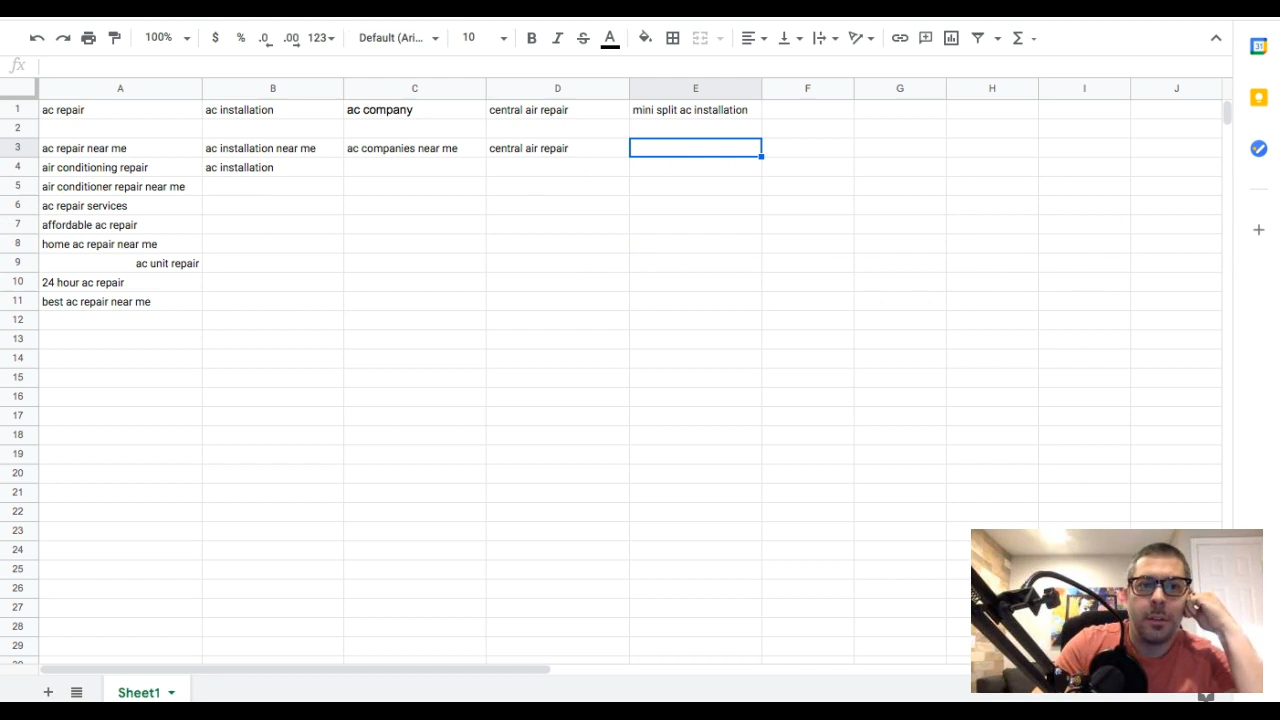 100% $ % .0 .00 123 Default (Ari... 10 B I S A Σ
fx
A B C D E F G H I J
1 ac repair ac installation ac company central air repair mini split ac installation
2
3 ac repair near me ac installation near me ac companies near me central air repair
4 air conditioning repair ac installation
5 air conditioner repair near me
6 ac repair services
7 affordable ac repair
8 home ac repair near me
9 ac unit repair
10 24 hour ac repair
11 best ac repair near me
12
13
14
15
16
17
18
19
20
21
22
23
24
25
26
27
28
29
Sheet1
31